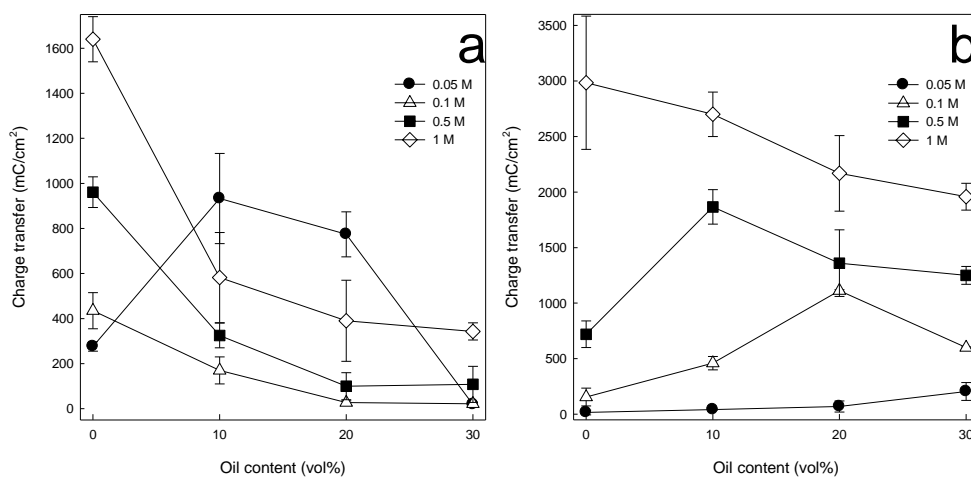 a
0.05 M
0.1 M
0.5 M
1 M
Charge transfer (mC/cm²)
1600
1400
1200
1000
800
600
400
200
0
0 10 20 30
Oil content (vol%)
b
0.05 M
0.1 M
0.5 M
1 M
Charge transfer (mC/cm²)
3500
3000
2500
2000
1500
1000
500
0
0 10 20 30
Oil content (vol%)